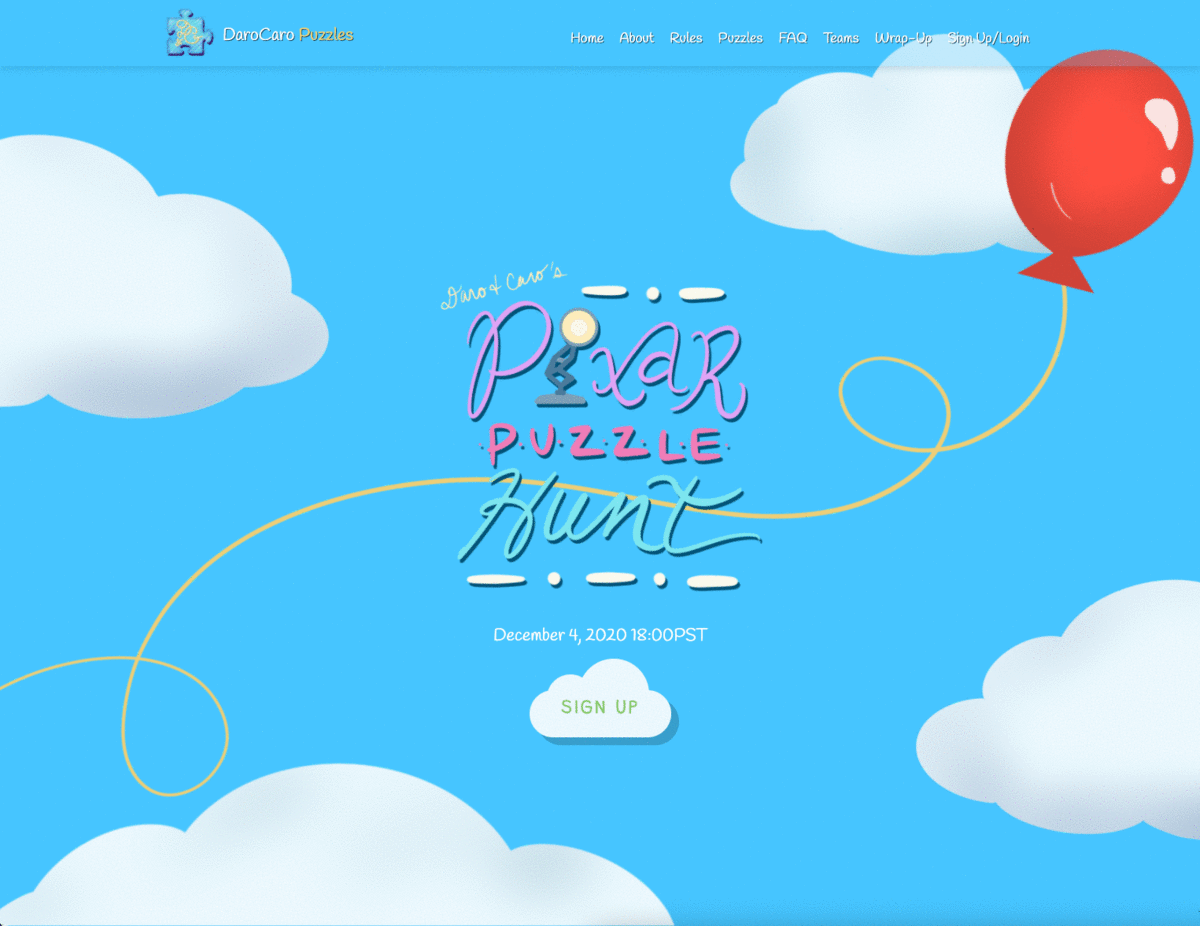 DaroCaro Puzzles
Home About Rules Puzzles FAQ Teams Wrap-Up Sign Up/Login
Daro & Caro's
Pixar
P·U·Z·Z·L·E
Hunt
December 4, 2020 18:00PST
SIGN UP